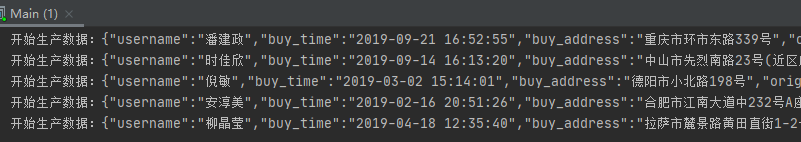 Main (1)
开始生产数据：{"username":"潘建政","buy_time":"2019-09-21 16:52:55","buy_address":"重庆市环市东路339号","
开始生产数据：{"username":"时佳欣","buy_time":"2019-09-14 16:13:20","buy_address":"中山市先烈南路23号(近区
开始生产数据：{"username":"倪敏","buy_time":"2019-03-02 15:14:01","buy_address":"德阳市小北路198号","orig
开始生产数据：{"username":"安淳美","buy_time":"2019-02-16 20:51:26","buy_address":"合肥市江南大道中232号A座
开始生产数据：{"username":"柳晶莹","buy_time":"2019-04-18 12:35:40","buy_address":"拉萨市麓景路黄田直街1-2-